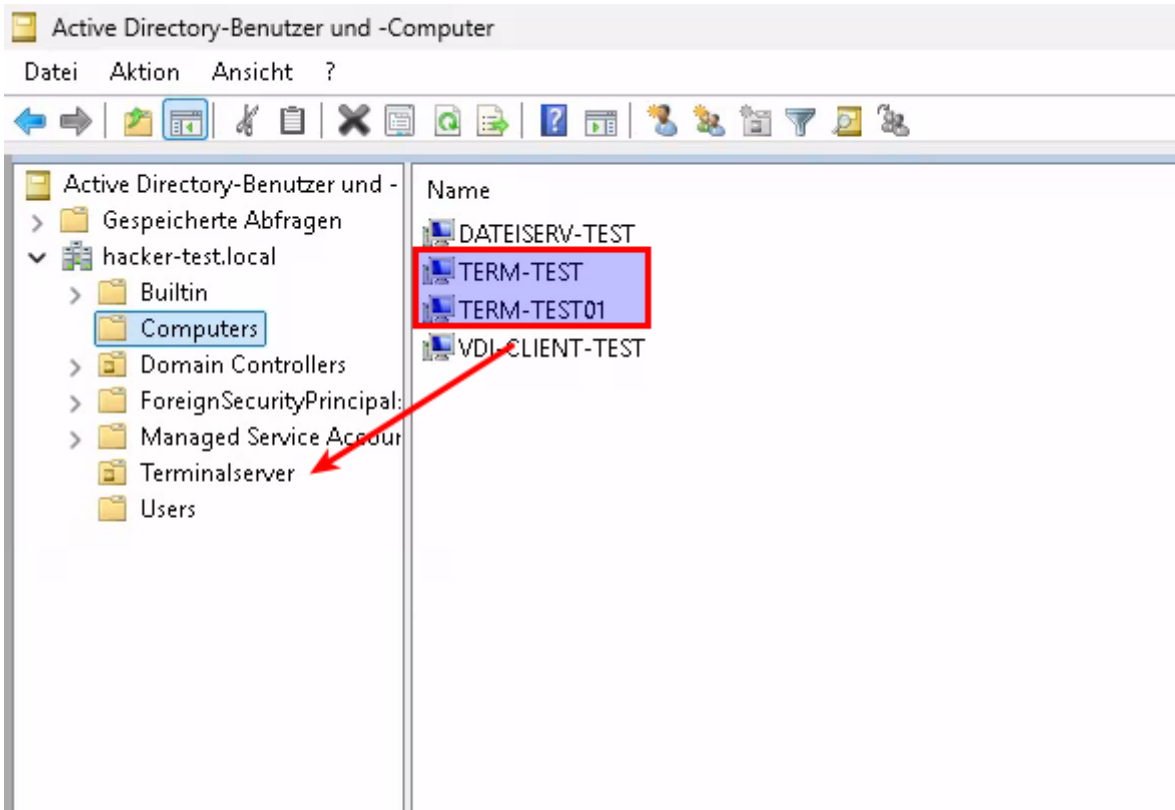 Active Directory-Benutzer und -Computer
Datei Aktion Ansicht ?
Active Directory-Benutzer und -
Gespeicherte Abfragen
hacker-test.local
Builtin
Computers
Domain Controllers
ForeignSecurityPrincipal:
Managed Service Accour
Terminalserver
Users
Name
DATEISERV-TEST
TERM-TEST
TERM-TEST01
VDI-CLIENT-TEST